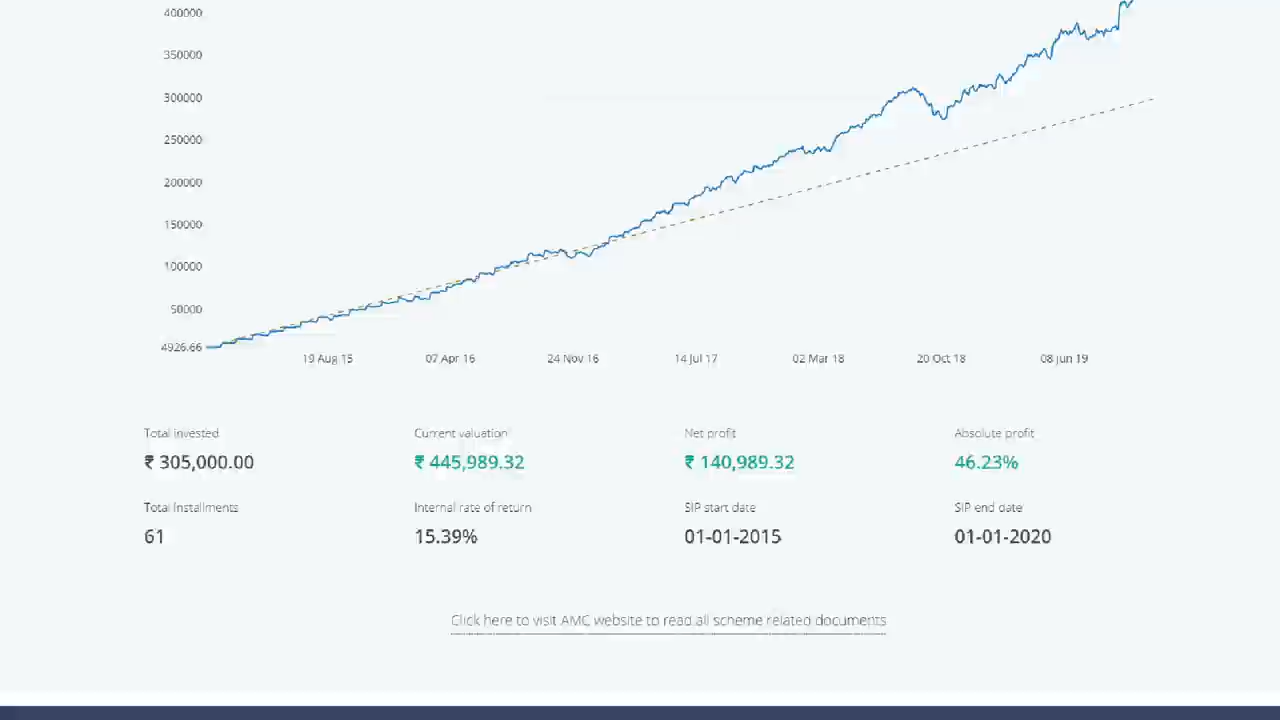 400000
350000
300000
250000
200000
150000
100000
50000
4926.66
19 Aug 15 07 Apr 16 24 Nov 16 14 Jul 17 02 Mar 18 20 Oct 18 08 Jun 19
Total invested Current valuation Net profit Absolute profit
₹ 305,000.00 ₹ 445,989.32 ₹ 140,989.32 46.23%
Total Installments Internal rate of return SIP start date SIP end date
61 15.39% 01-01-2015 01-01-2020
Click here to visit AMC website to read all scheme related documents